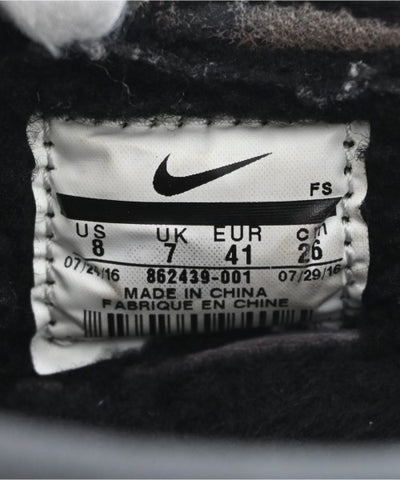 FS
US UK EUR cm
8 7 41 26
07/24/16 862439-001 07/29/16
MADE IN CHINA
FABRIQUE EN CHINE